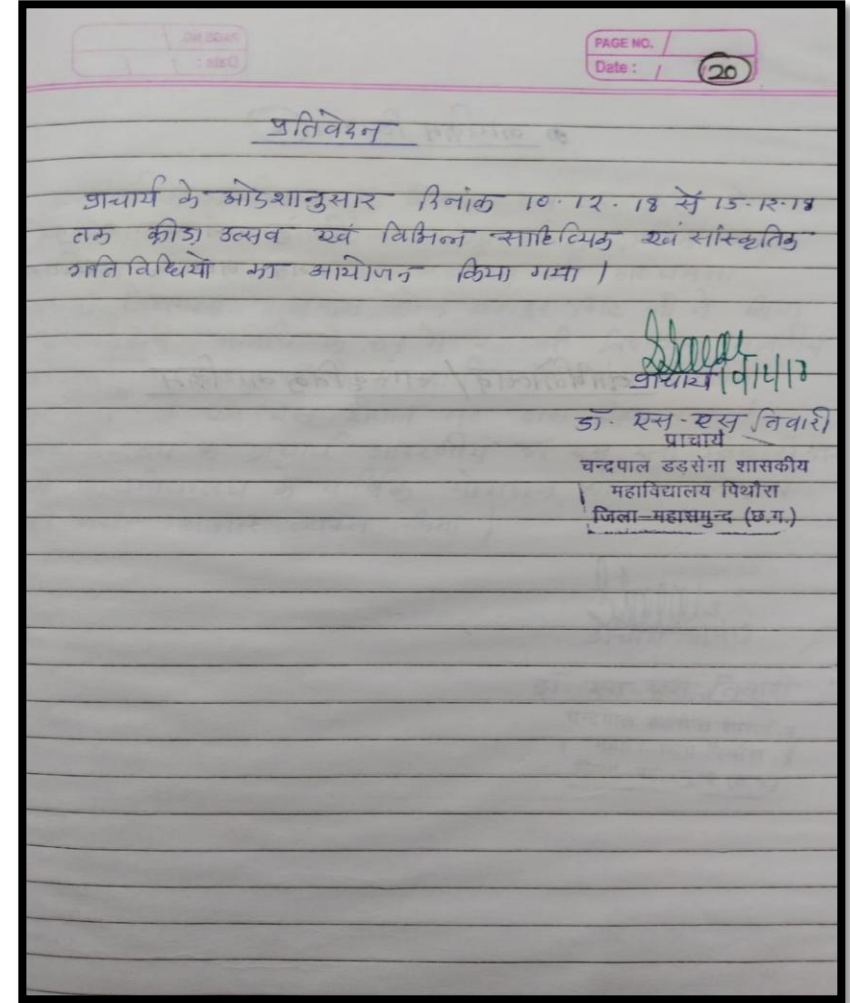 PAGE NO. /
Date : / 20
प्रतिवेदन
प्राचार्य के आदेशानुसार दिनांक 10.12.18 से 15.12.18
तक क्रीड़ा उत्सव एवं विभिन्न साहित्यिक एवं सांस्कृतिक
गतिविधियों का आयोजन किया गया ।
प्राचार्य
डॉ. एस. एस तिवारी
प्राचार्य
चन्द्रपाल डडसेना शासकीय
महाविद्यालय पिथौरा
जिला-महासमुन्द (छ.ग.)